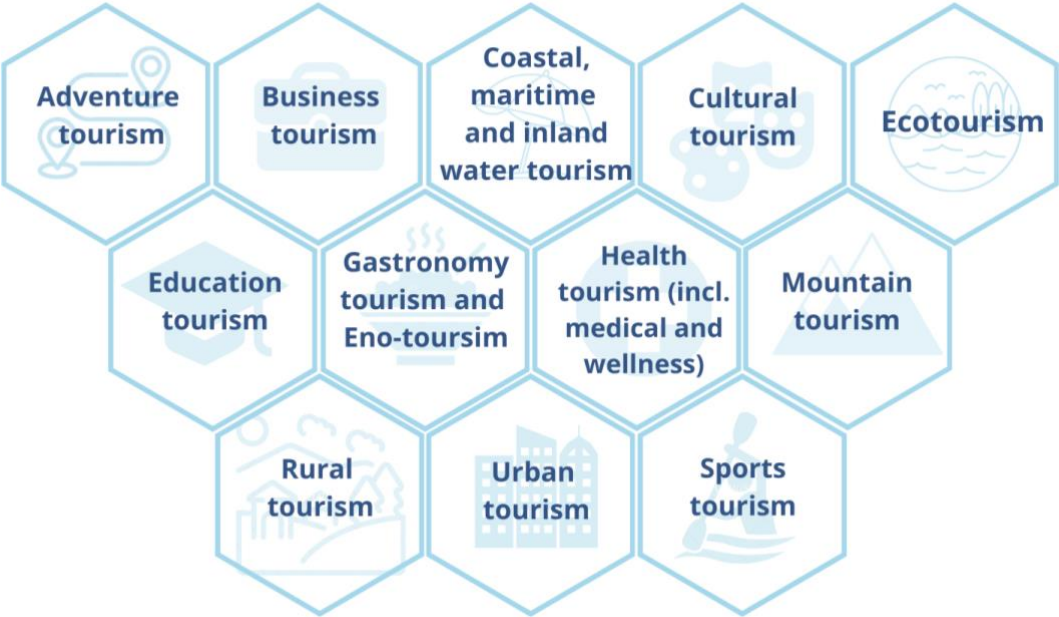 Adventure
tourism
Business
tourism
Coastal,
maritime
and inland
water tourism
Cultural
tourism
Ecotourism
Education
tourism
Gastronomy
tourism and
Eno-toursim
Health
tourism (incl.
medical and
wellness)
Mountain
tourism
Rural
tourism
Urban
tourism
Sports
tourism